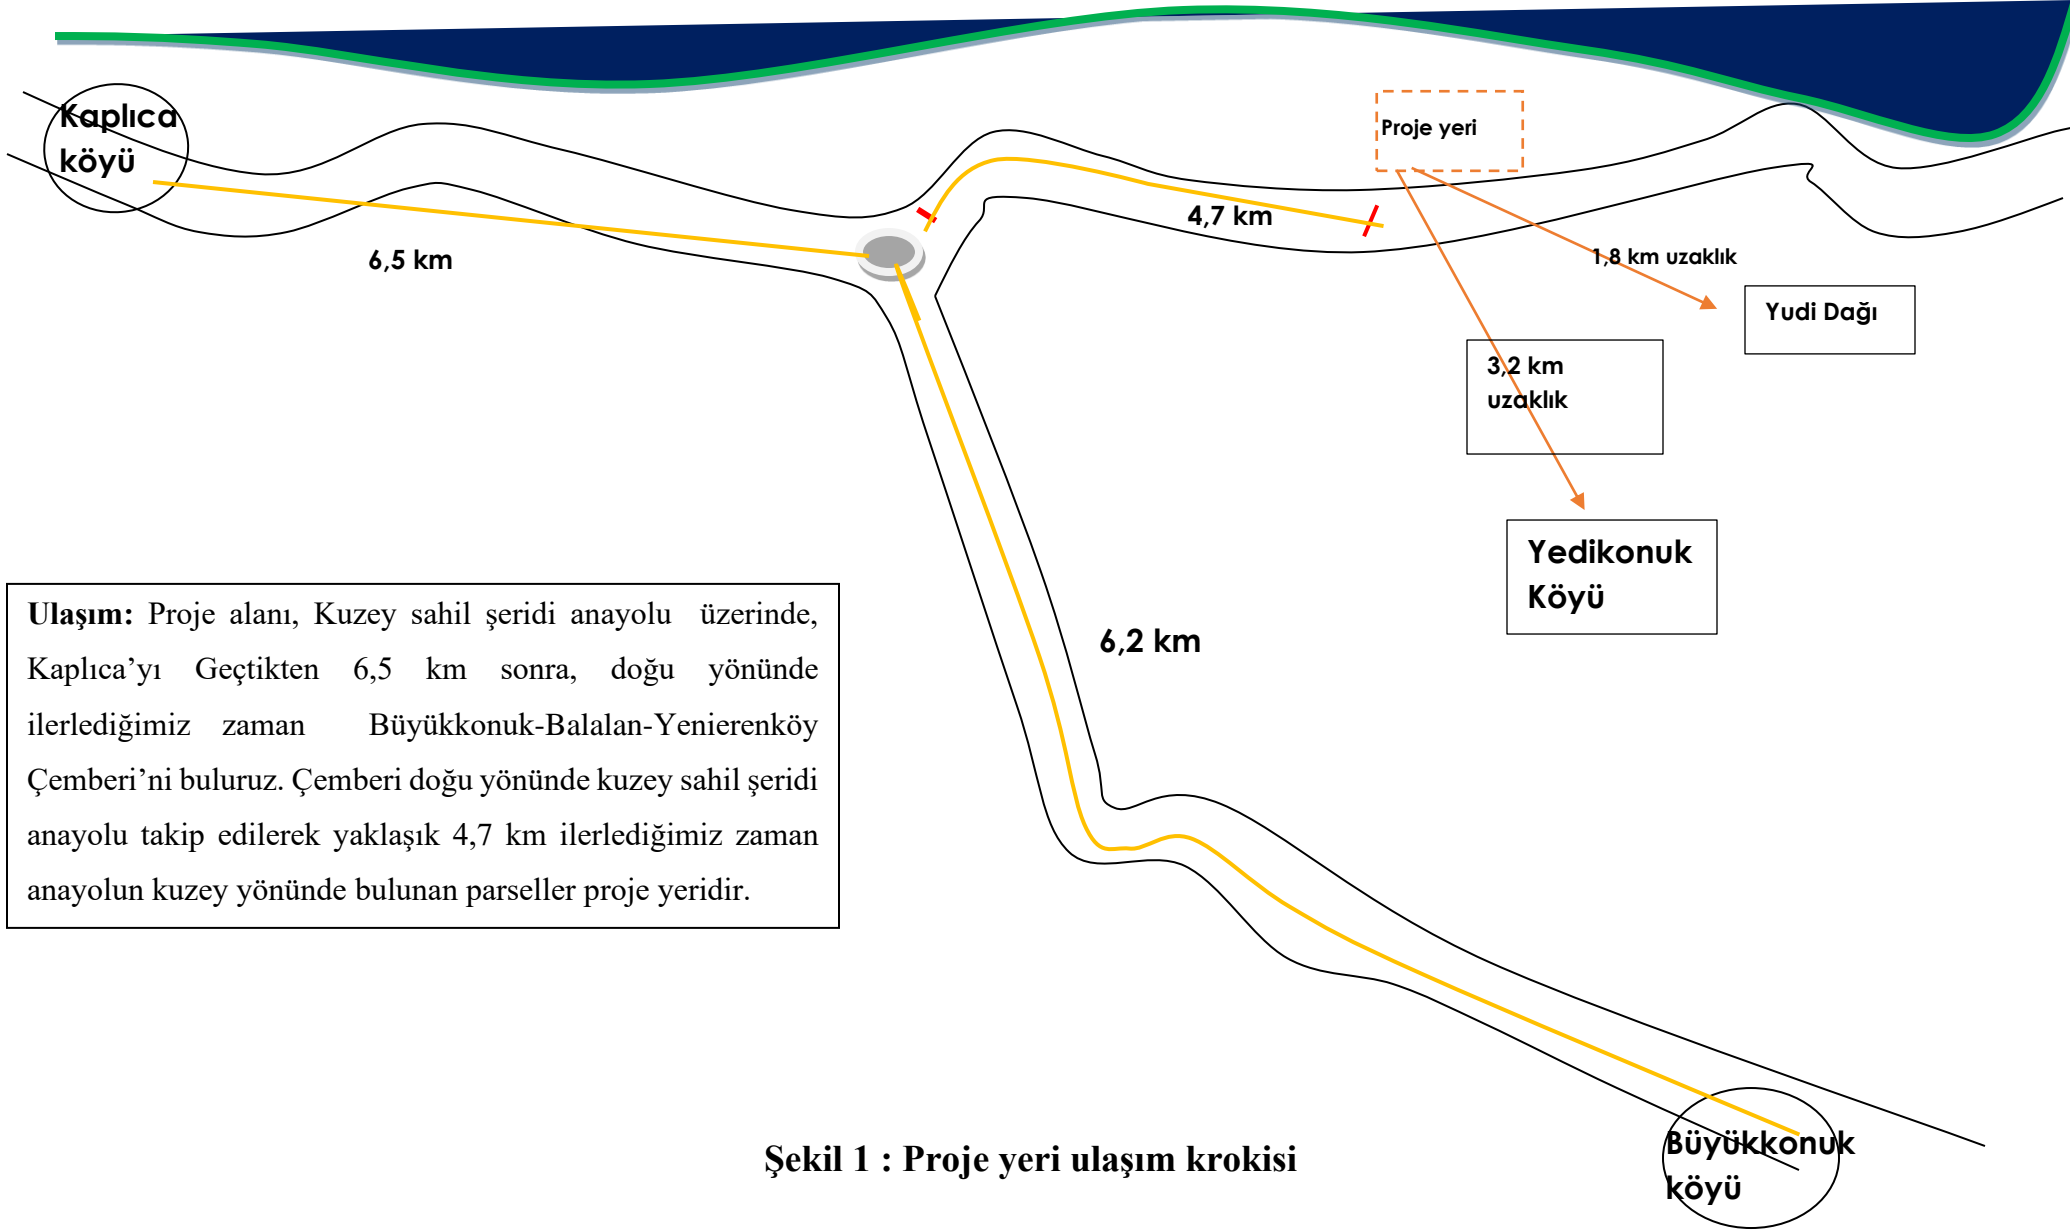 Kaplıca
köyü
Proje yeri
4,7 km
6,5 km
1,8 km uzaklık
Yudi Dağı
3,2 km
uzaklık
Yedikonuk
Köyü
Ulaşım: Proje alanı, Kuzey sahil şeridi anayolu üzerinde,
Kaplıca’yı Geçtikten 6,5 km sonra, doğu yönünde
ilerlediğimiz zaman Büyükkonuk-Balalan-Yenierenköy
Çemberi’ni buluruz. Çemberi doğu yönünde kuzey sahil şeridi
anayolu takip edilerek yaklaşık 4,7 km ilerlediğimiz zaman
anayolun kuzey yönünde bulunan parseller proje yeridir.
6,2 km
Büyükkonuk
köyü
Şekil 1 : Proje yeri ulaşım krokisi